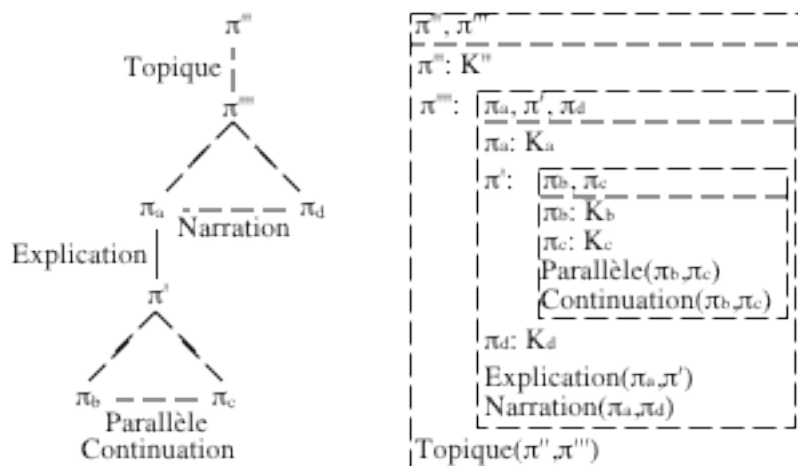 π''
Topique
π'''
πa πd
Narration
Explication
π'
πb πc
Parallèle
Continuation
π'', π'''
π'': K''
π''': πa, π', πd
πa: Ka
π': πb, πc
πb: Kb
πc: Kc
Parallèle(πb,πc)
Continuation(πb,πc)
πd: Kd
Explication(πa,π')
Narration(πa,πd)
Topique(π'',π''')